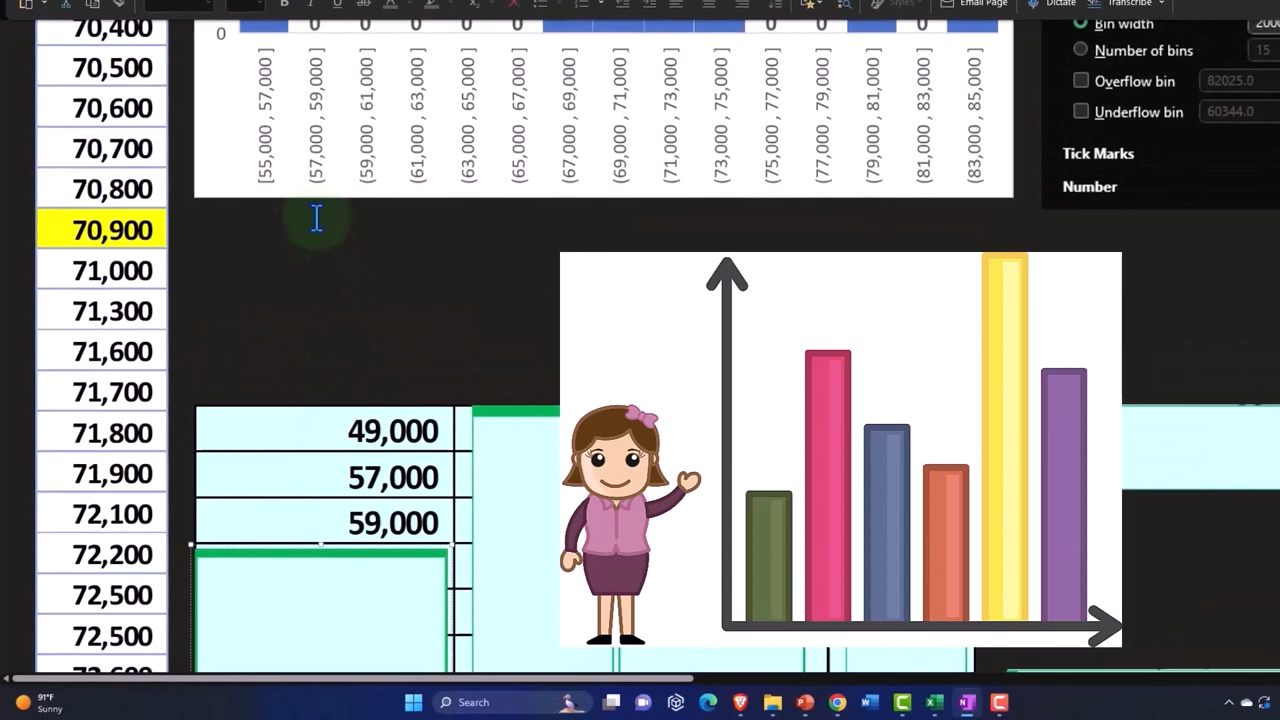 Email Page
Dictate
Transcribe
Styles
70,400
70,500
70,600
70,700
70,800
70,900
71,000
71,300
71,600
71,700
71,800
71,900
72,100
72,200
72,500
72,500
0
0 0 0 0 0 0 0 0 0
[55,000 , 57,000 ]
(57,000 , 59,000 ]
(59,000 , 61,000 ]
(61,000 , 63,000 ]
(63,000 , 65,000 ]
(65,000 , 67,000 ]
(67,000 , 69,000 ]
(69,000 , 71,000 ]
(71,000 , 73,000 ]
(73,000 , 75,000 ]
(75,000 , 77,000 ]
(77,000 , 79,000 ]
(79,000 , 81,000 ]
(81,000 , 83,000 ]
(83,000 , 85,000 ]
Bin width
Number of bins 15
Overflow bin 82025.0
Underflow bin 60344.0
Tick Marks
Number
49,000
57,000
59,000
91°F
Sunny
Search